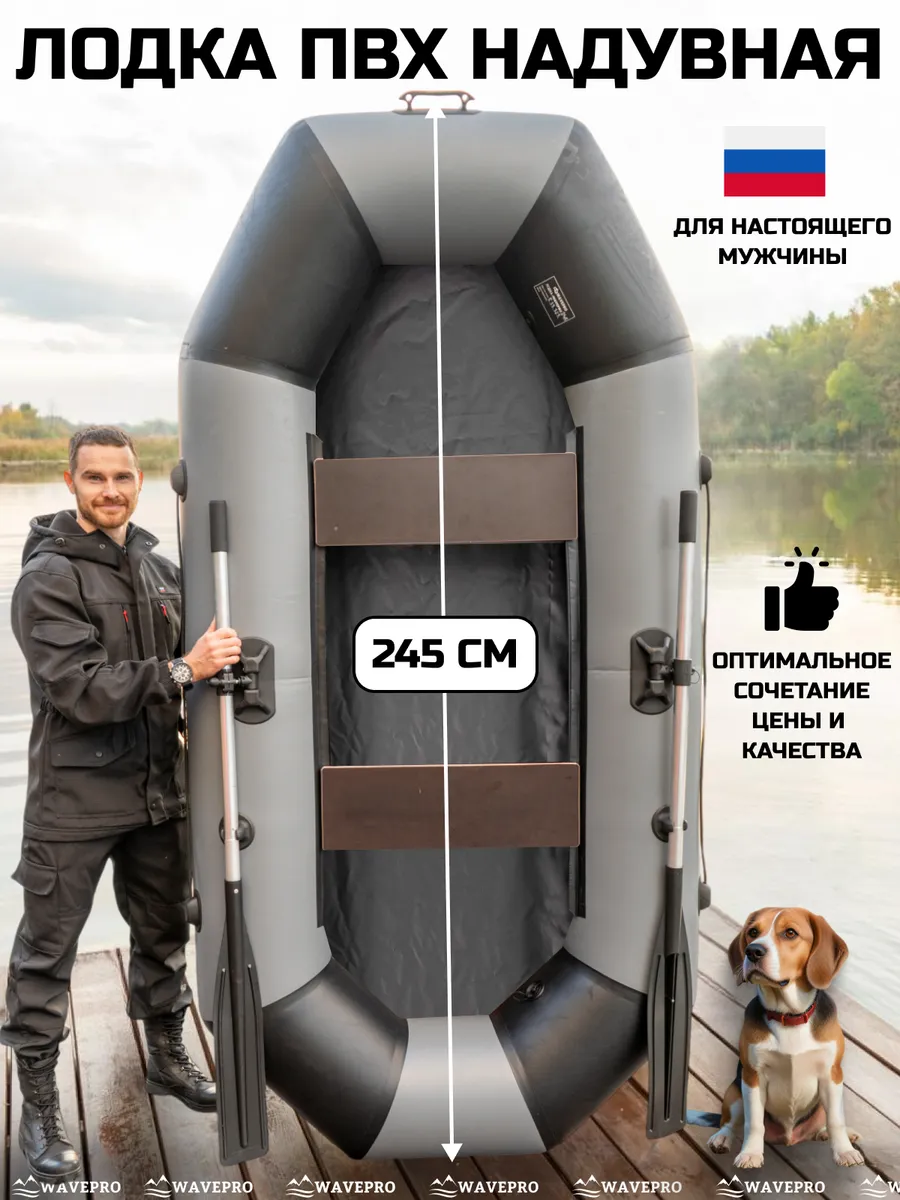 ЛОДКА ПВХ НАДУВНАЯ
ДЛЯ НАСТОЯЩЕГО
МУЖЧИНЫ
245 СМ
ОПТИМАЛЬНОЕ
СОЧЕТАНИЕ
ЦЕНЫ И
КАЧЕСТВА
WAVEPRO WAVEPRO WAVEPRO WAVEPRO WAVEPRO WAVEPRO